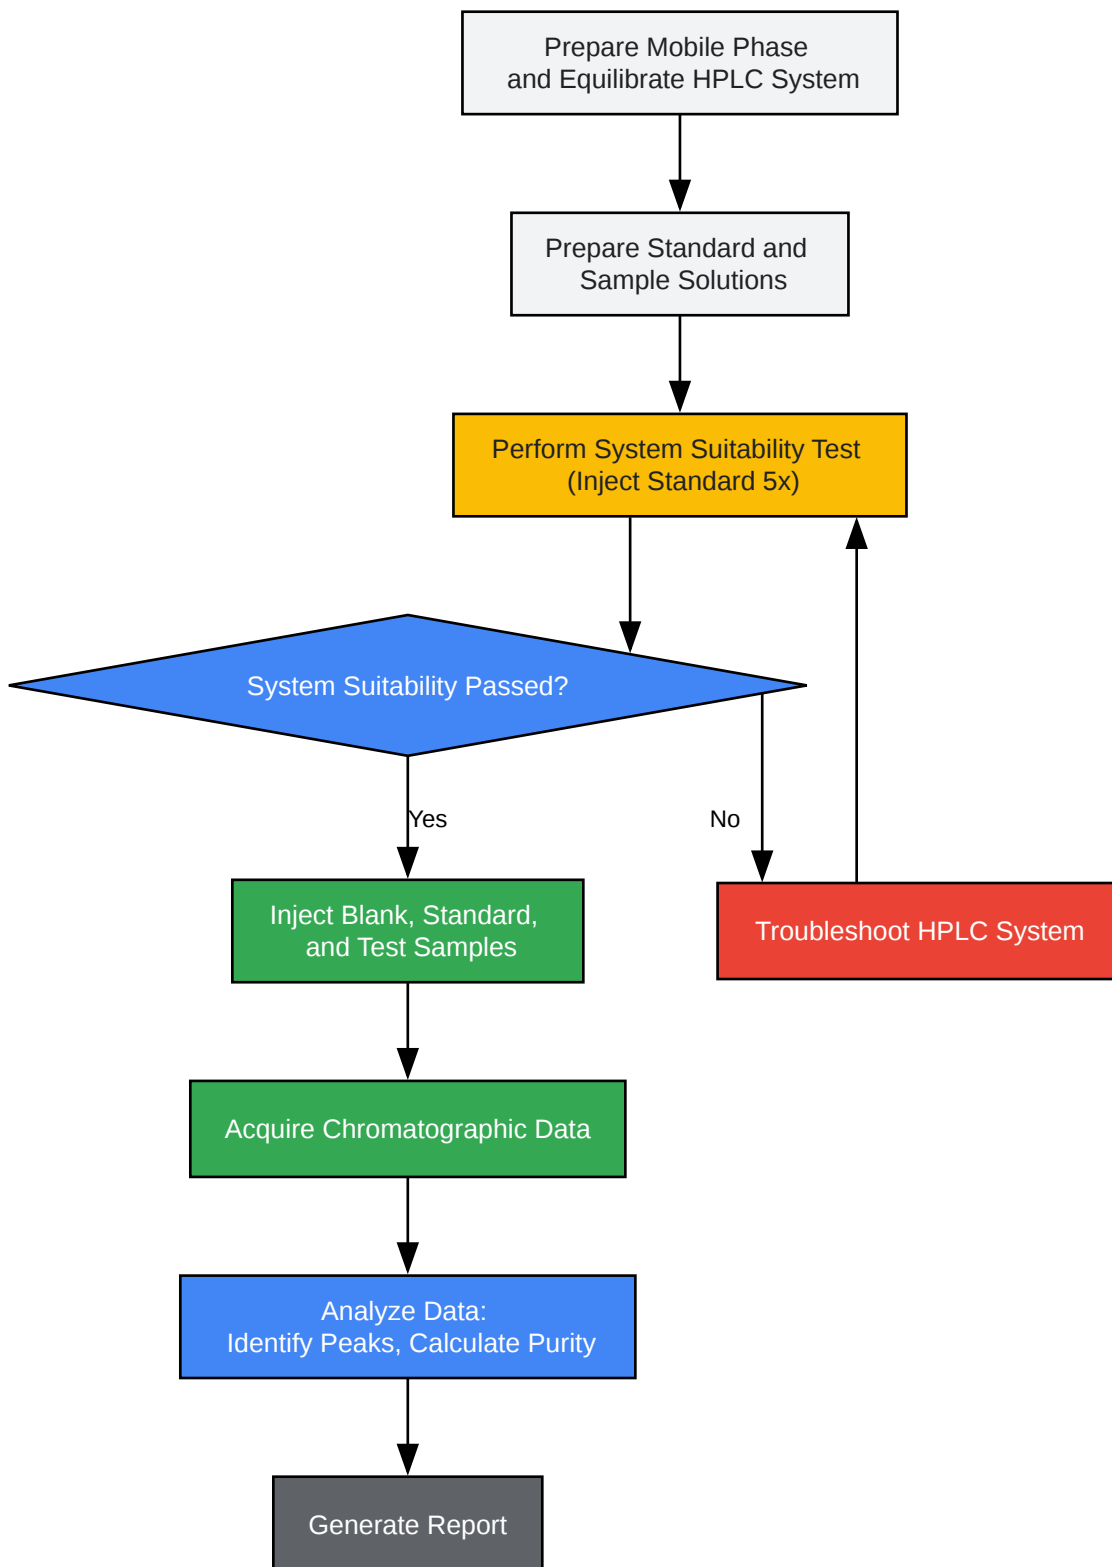 Prepare Mobile Phase
and Equilibrate HPLC System
Prepare Standard and
Sample Solutions
Perform System Suitability Test
(Inject Standard 5x)
System Suitability Passed?
Yes
No
Inject Blank, Standard,
and Test Samples
Troubleshoot HPLC System
Acquire Chromatographic Data
Analyze Data:
Identify Peaks, Calculate Purity
Generate Report